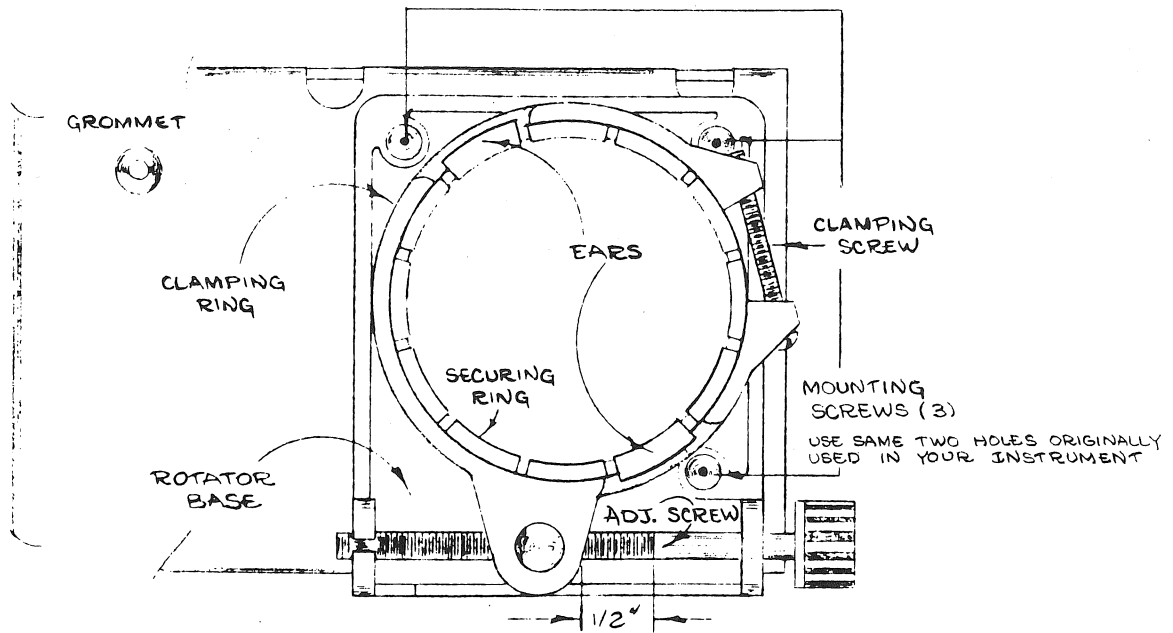 GROMMET
CLAMPING
RING
EARS
CLAMPING
SCREW
SECURING
RING
MOUNTING
SCREWS (3)
USE SAME TWO HOLES ORIGINALLY
USED IN YOUR INSTRUMENT
ROTATOR
BASE
ADJ. SCREW
1/2"